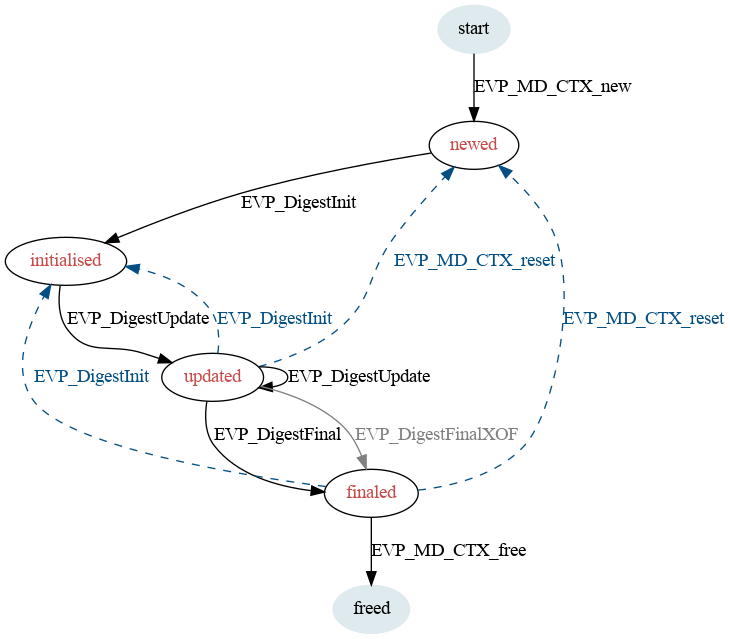 start
EVP_MD_CTX_new
newed
EVP_DigestInit
initialised
EVP_MD_CTX_reset
EVP_DigestUpdate
EVP_DigestInit
EVP_MD_CTX_reset
EVP_DigestInit
updated
EVP_DigestUpdate
EVP_DigestFinal
EVP_DigestFinalXOF
finaled
EVP_MD_CTX_free
freed